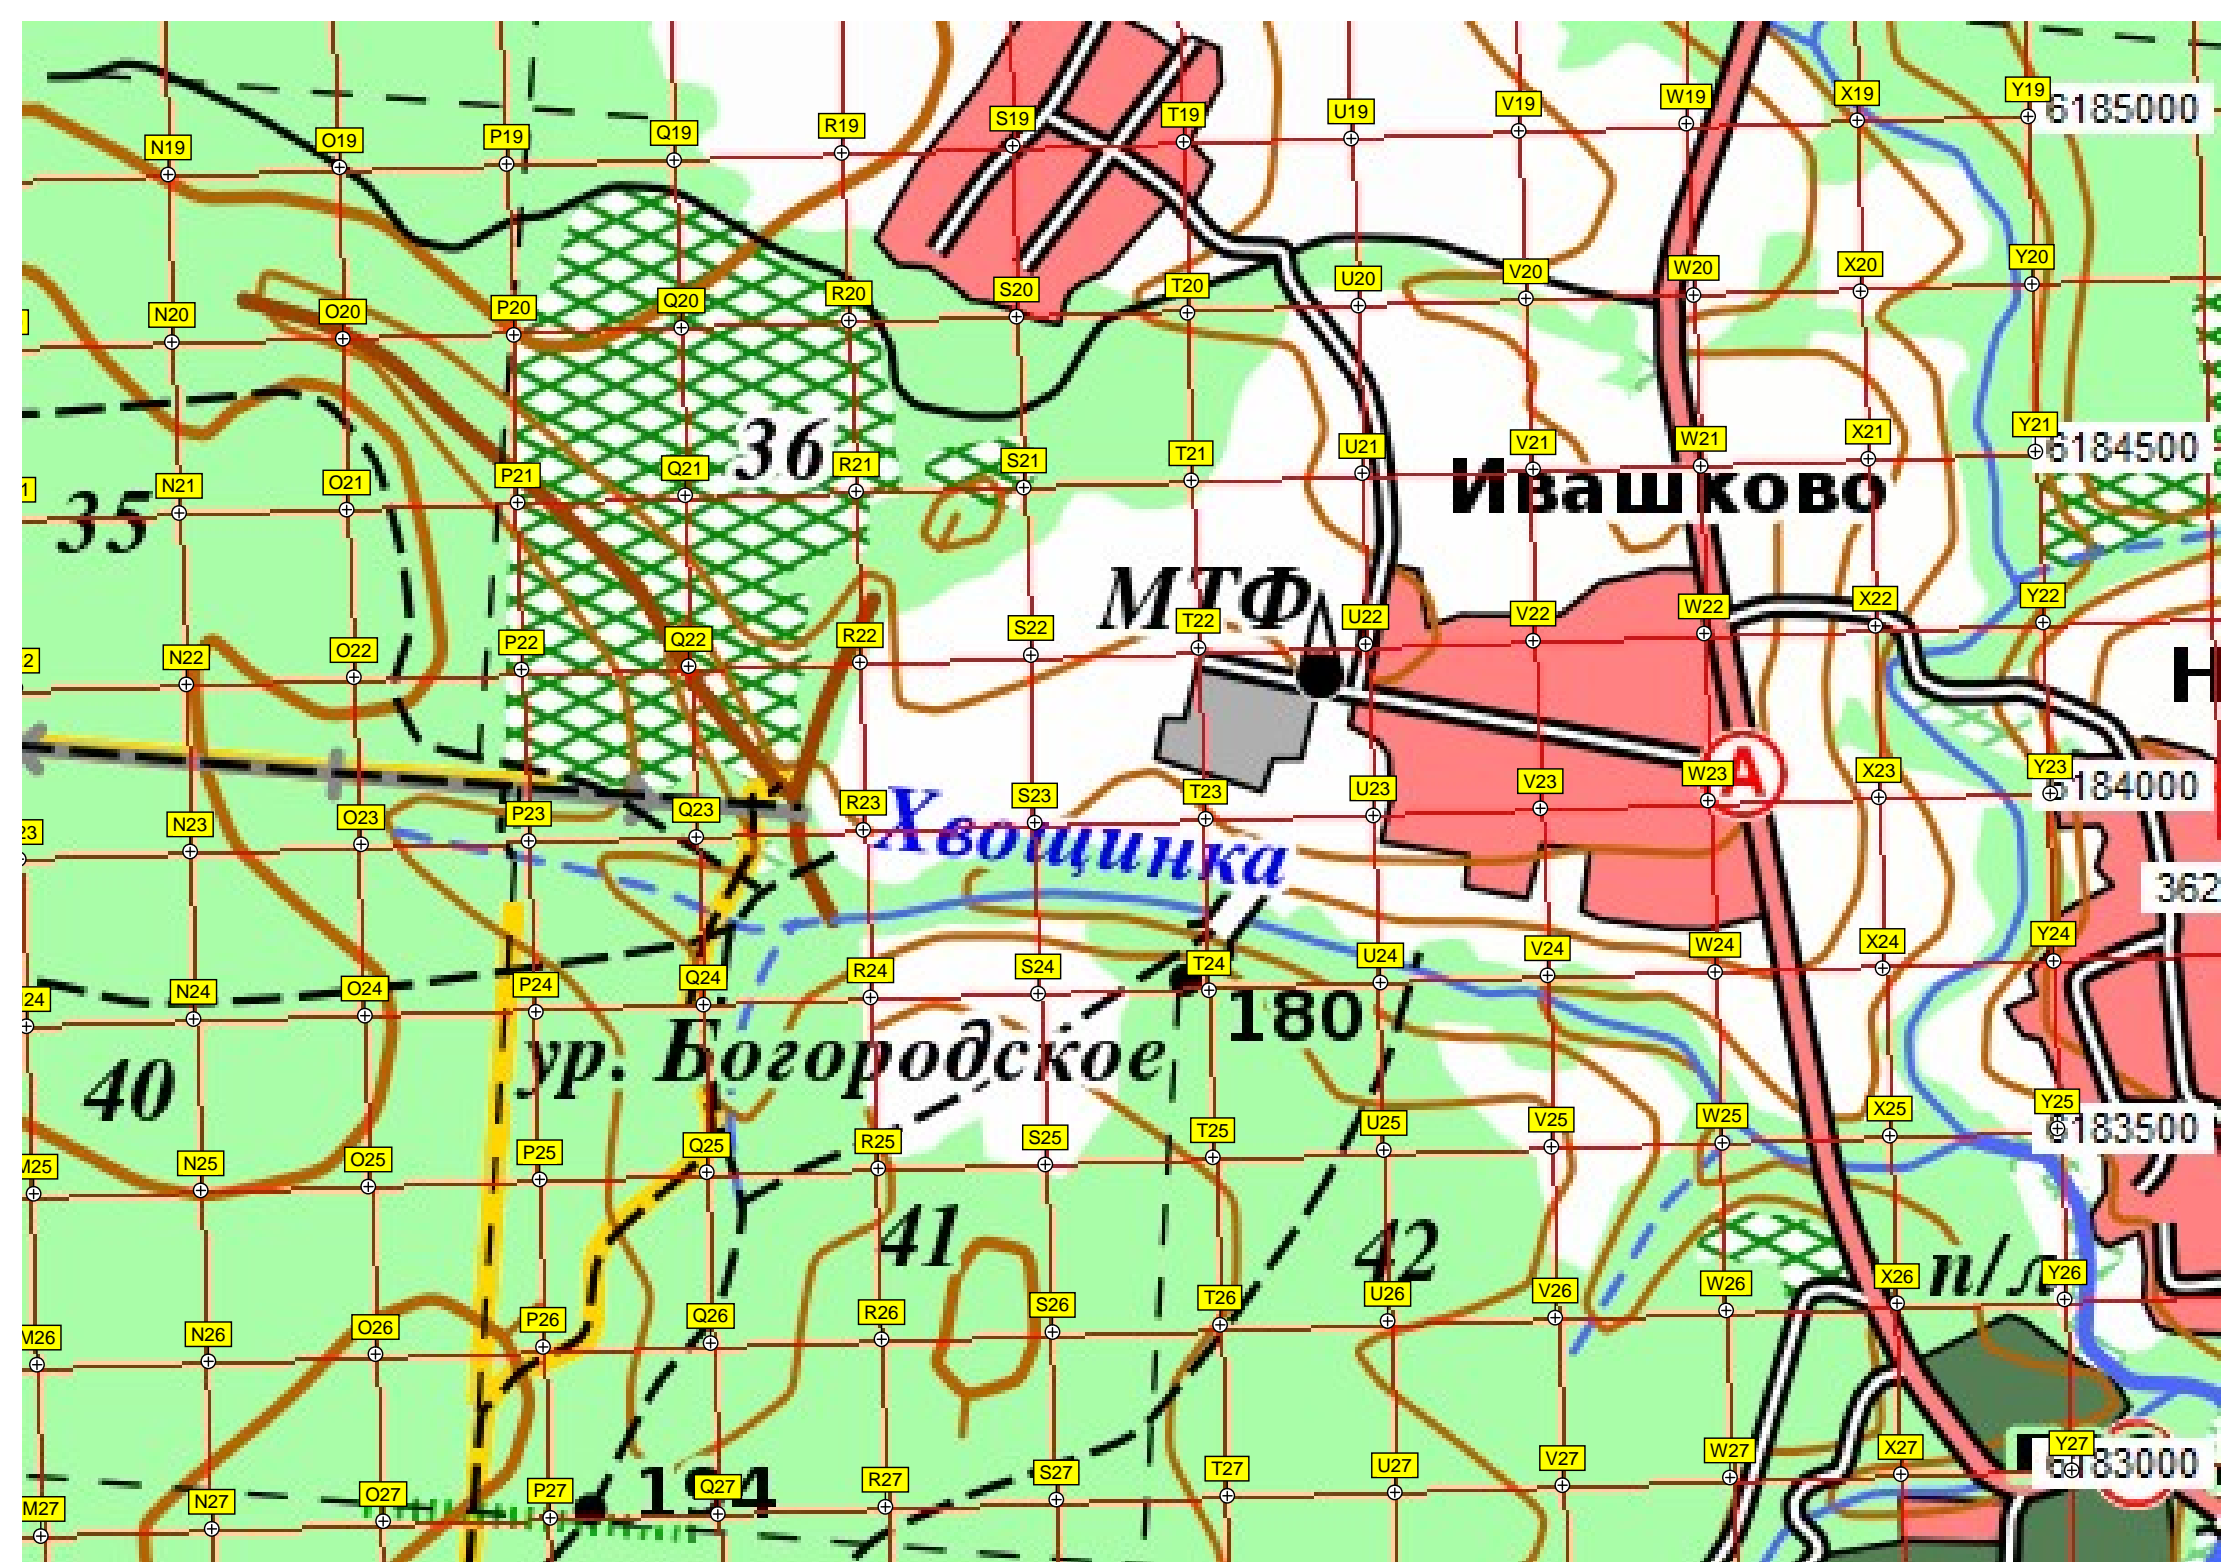 N19 O19 P19 Q19 R19 S19 T19 U19 V19 W19 X19 Y19 6185000
N20 O20 P20 Q20 R20 S20 T20 U20 V20 W20 X20 Y20
36
N21 O21 P21 Q21 R21 S21 T21 U21 V21 W21 X21 Y21 6184500
35
Ивашково
МТФ
N22 O22 P22 Q22 R22 S22 T22 U22 V22 W22 X22 Y22
Н
А
N23 O23 P23 Q23 R23 S23 T23 U23 V23 W23 X23 Y23 184000
Хвощинка
362
24 N24 O24 P24 Q24 R24 S24 T24 U24 V24 W24 X24 Y24
180
ур. Богородское
40
M25 N25 O25 P25 Q25 R25 S25 T25 U25 V25 W25 X25 Y25 6183500
41
42
п/л
M26 N26 O26 P26 Q26 R26 S26 T26 U26 V26 W26 X26 Y26
M27 N27 O27 P27 Q27 R27 S27 T27 U27 V27 W27 X27 Y27 6183000
194